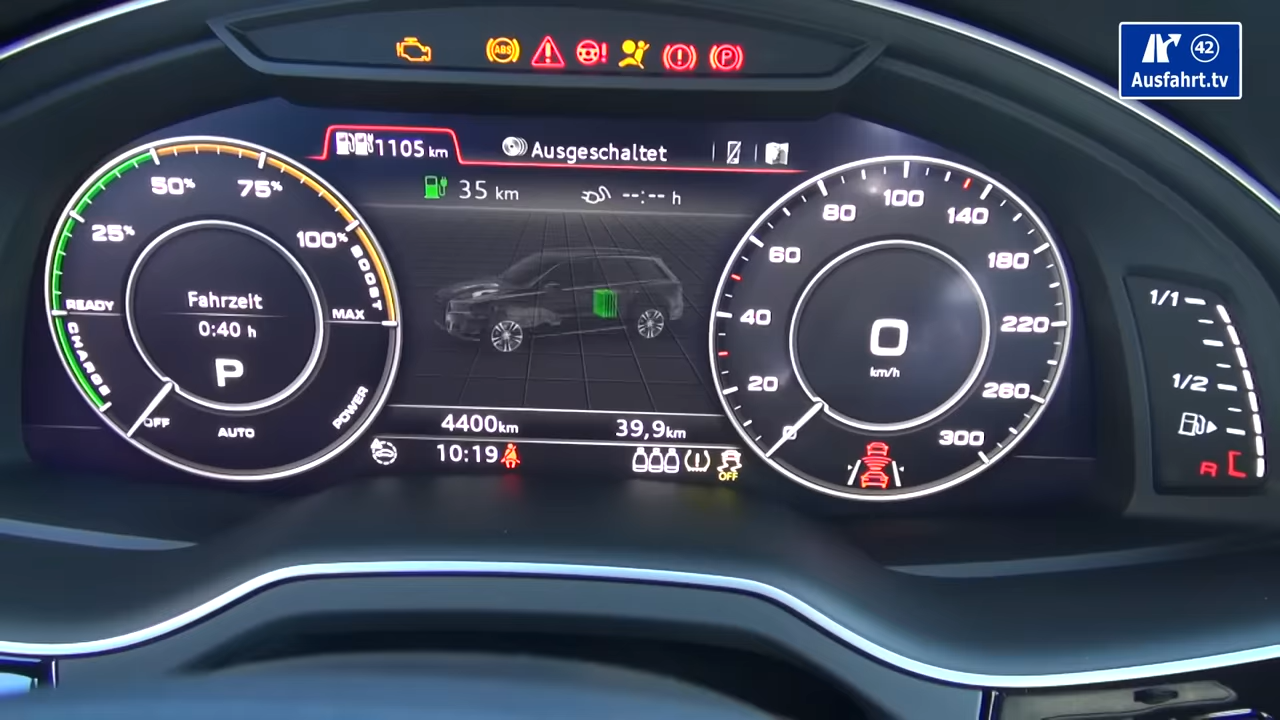 ABS
P
42
Ausfahrt.tv
1105 km
Ausgeschaltet
35 km
--:-- h
25%
50%
75%
100%
BOOST
READY
MAX
CHARGE
Fahrzeit
0:40 h
P
OFF
AUTO
POWER
0
20
40
60
80
100
140
180
220
260
300
0
km/h
4400km
39,9km
10:19
OFF
1/1
1/2
R